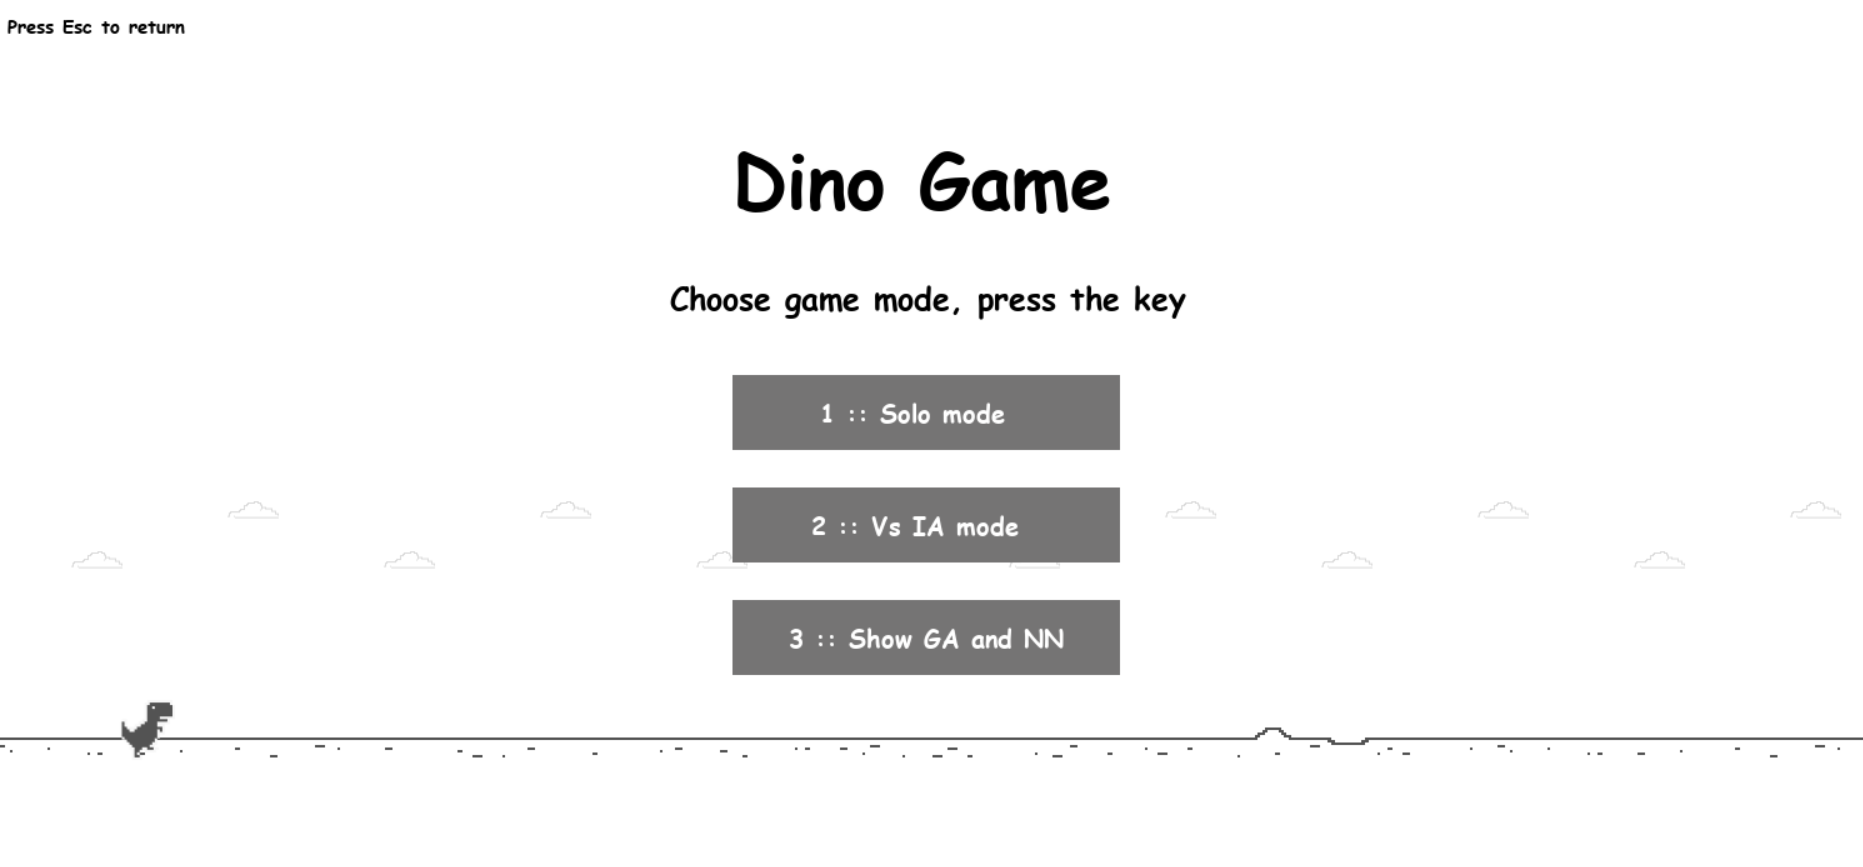 Press Esc to return
Dino Game
Choose game mode, press the key
1 :: Solo mode
2 :: Vs IA mode
3 :: Show GA and NN